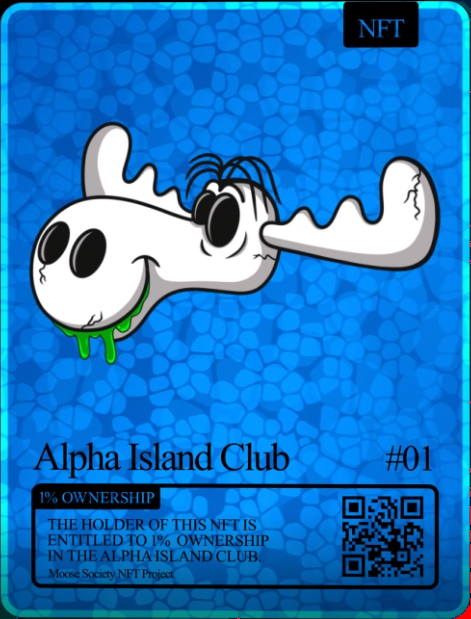 NFT
Alpha Island Club #01
1% OWNERSHIP
THE HOLDER OF THIS NFT IS
ENTITLED TO 1% OWNERSHIP
IN THE ALPHA ISLAND CLUB.
Moose Society NFT Project